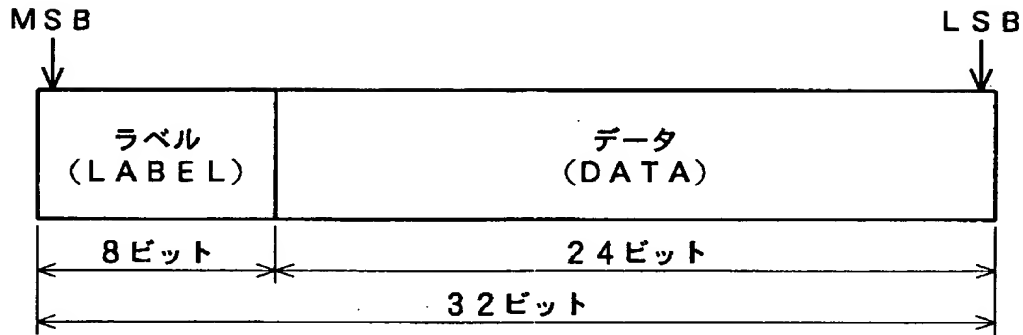 MSB
LSB
ラベル
(LABEL)
データ
(DATA)
8ビット
24ビット
32ビット